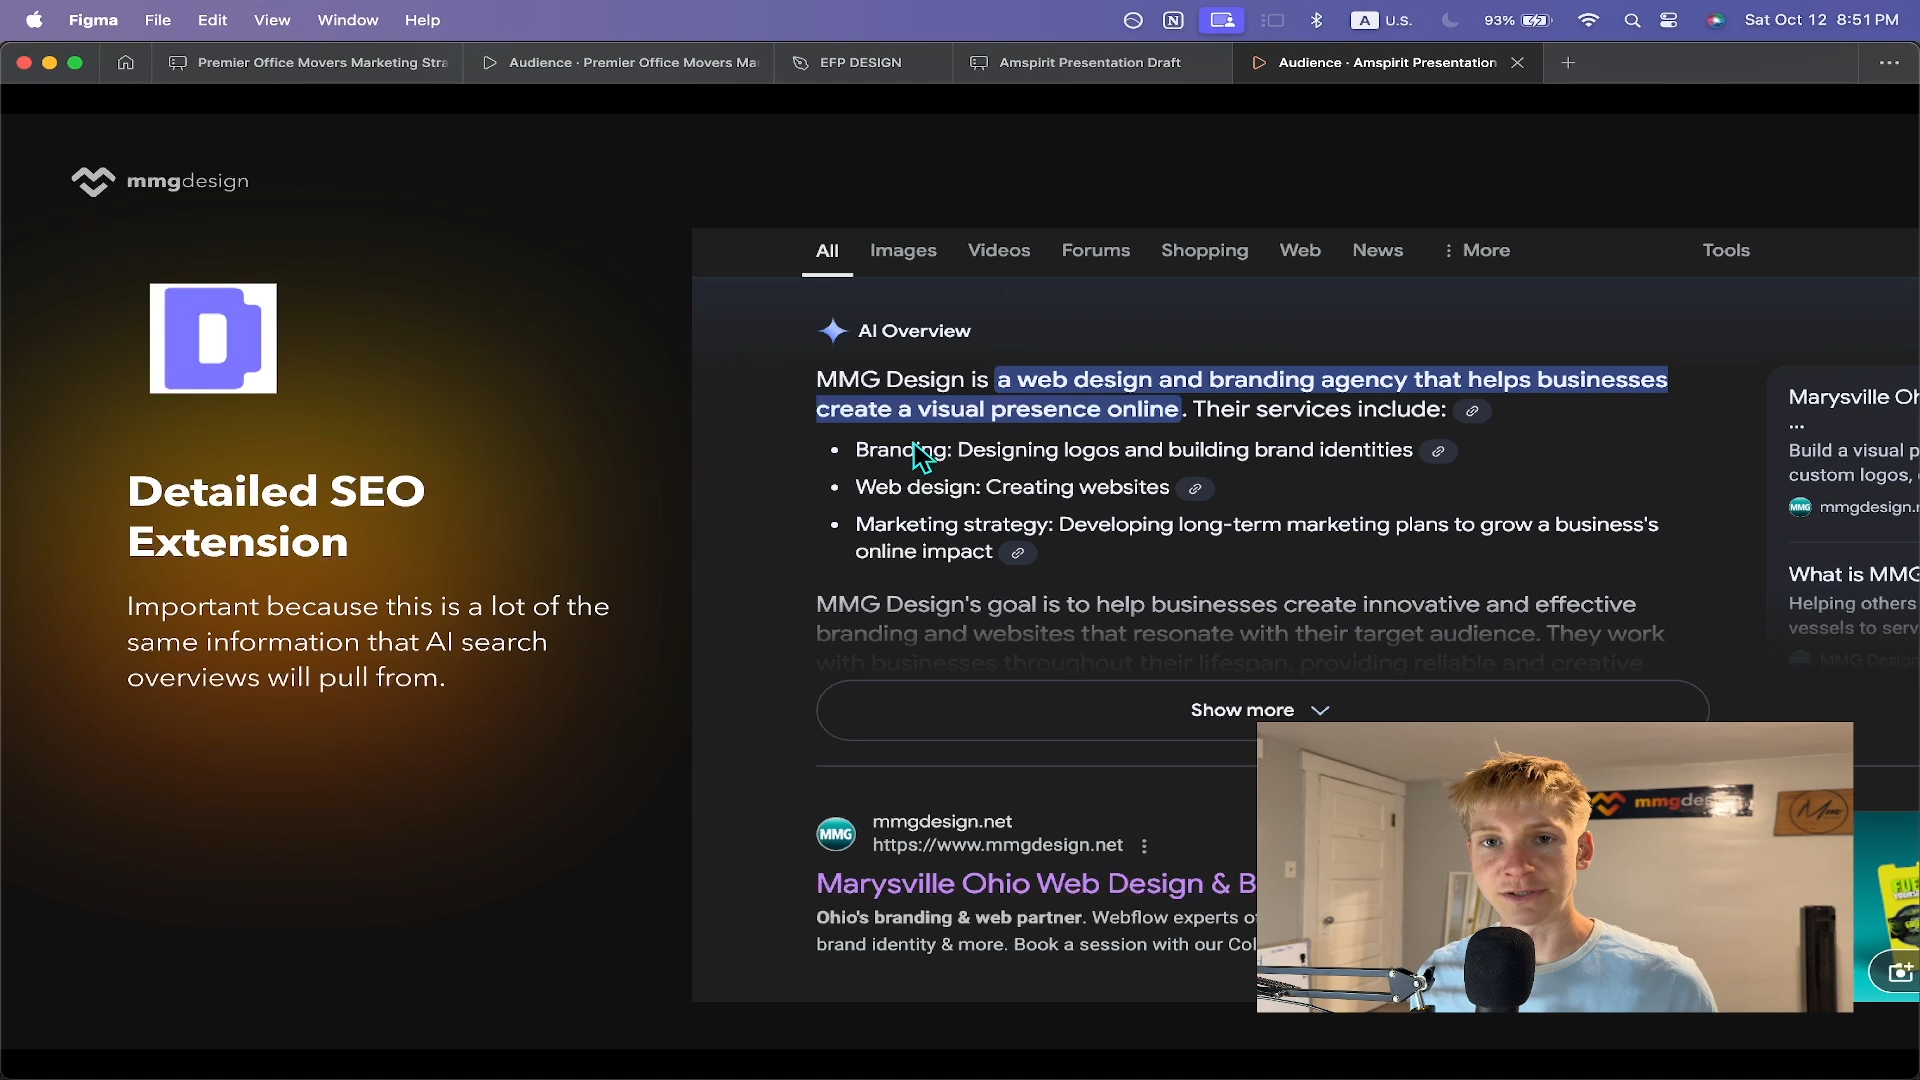 Figma File Edit View Window Help
A U.S. 93% Sat Oct 12 8:51 PM
Premier Office Movers Marketing Stra
Audience · Premier Office Movers Ma
EFP DESIGN
Amspirit Presentation Draft
Audience · Amspirit Presentation
mmgdesign
D
Detailed SEO
Extension
Important because this is a lot of the
same information that AI search
overviews will pull from.
All Images Videos Forums Shopping Web News More Tools
AI Overview
MMG Design is a web design and branding agency that helps businesses
create a visual presence online. Their services include:
• Branding: Designing logos and building brand identities
• Web design: Creating websites
• Marketing strategy: Developing long-term marketing plans to grow a business's
online impact
MMG Design's goal is to help businesses create innovative and effective
branding and websites that resonate with their target audience. They work
with businesses throughout their lifespan, providing reliable and creative
Show more
Marysville Oh
...
Build a visual p
custom logos,
MMG mmgdesign.n
What is MMG
Helping others
vessels to serv
MMG Design
MMG
mmgdesign.net
https://www.mmgdesign.net
Marysville Ohio Web Design & B
Ohio's branding & web partner. Webflow experts o
brand identity & more. Book a session with our Col
mmgdes
Mm